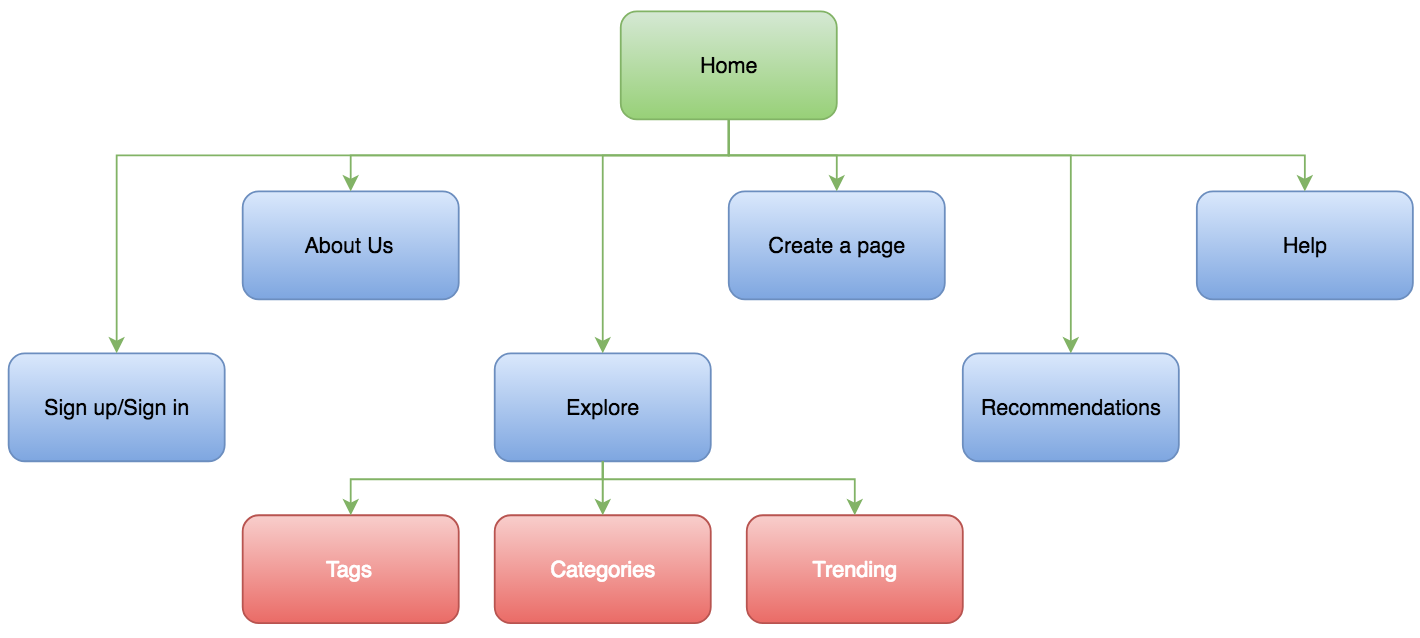 Home
About Us
Create a page
Help
Sign up/Sign in
Explore
Recommendations
Tags
Categories
Trending